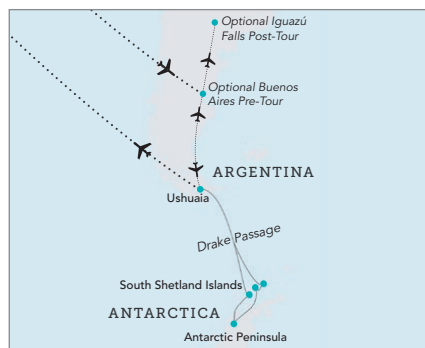 Optional Iguazú
Falls Post-Tour
Optional Buenos
Aires Pre-Tour
ARGENTINA
Ushuaia
Drake Passage
South Shetland Islands
ANTARCTICA
Antarctic Peninsula